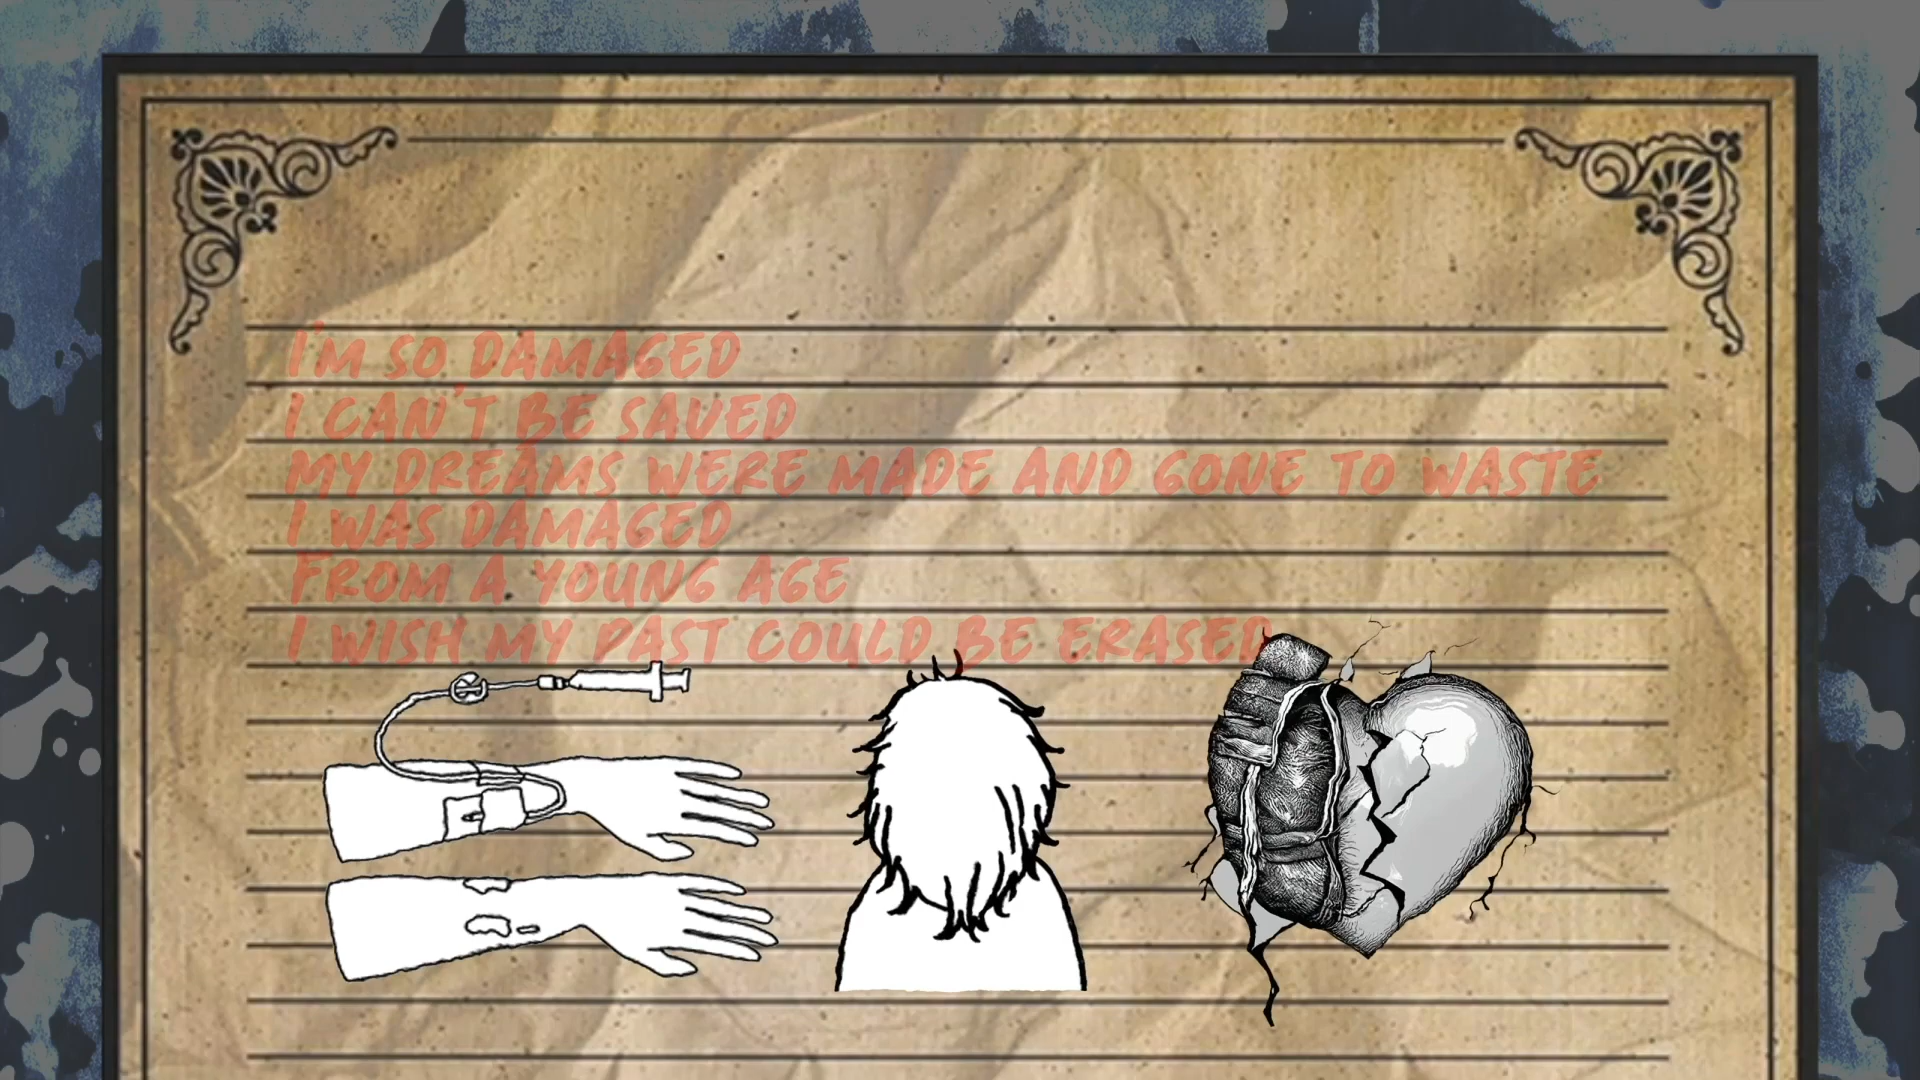 I'M SO DAMAGED
I CAN'T BE SAVED
MY DREAMS WERE MADE AND GONE TO WASTE
I WAS DAMAGED
FROM A YOUNG AGE
I WISH MY PAST COULD BE ERASED